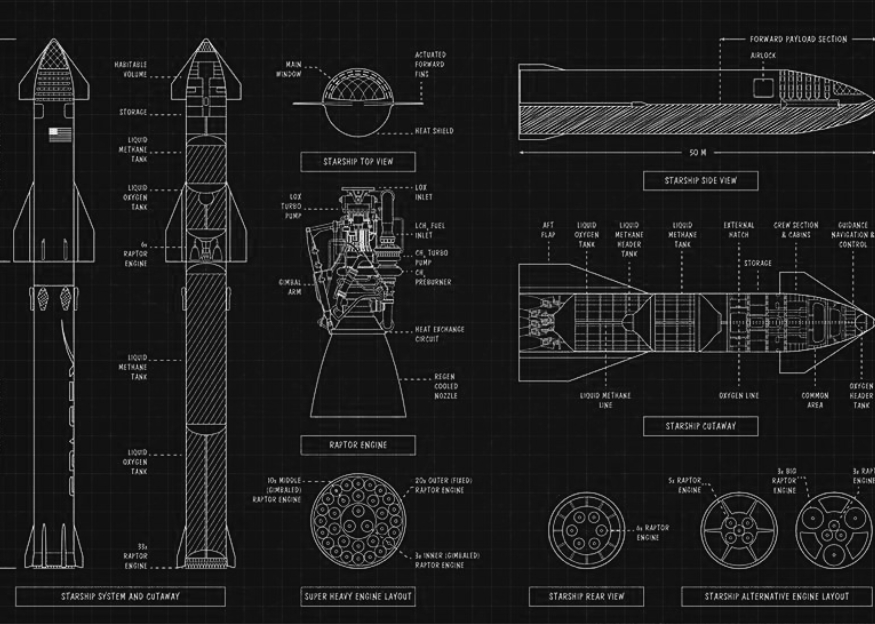 HABITABLE
VOLUME
STORAGE
LIQUID
METHANE
TANK
LIQUID
OXYGEN
TANK
6x
RAPTOR
ENGINE
LIQUID
METHANE
TANK
LIQUID
OXYGEN
TANK
33x
RAPTOR
ENGINE
STARSHIP SYSTEM AND CUTAWAY
MAIN
WINDOW
ACTUATED
FORWARD
FINS
HEAT SHIELD
STARSHIP TOP VIEW
LOX
TURBO
PUMP
LOX
INLET
LCH4 FUEL
INLET
CH4 TURBO
PUMP
CH4
PREBURNER
GIMBAL
ARM
HEAT EXCHANGE
CIRCUIT
REGEN
COOLED
NOZZLE
RAPTOR ENGINE
10x MIDDLE
(GIMBALED)
RAPTOR ENGINE
20x OUTER (FIXED)
RAPTOR ENGINE
3x INNER (GIMBALED)
RAPTOR ENGINE
SUPER HEAVY ENGINE LAYOUT
FORWARD PAYLOAD SECTION
AIRLOCK
50 M
STARSHIP SIDE VIEW
AFT
FLAP
LIQUID
OXYGEN
TANK
LIQUID
METHANE
HEADER
TANK
LIQUID
METHANE
TANK
EXTERNAL
HATCH
STORAGE
CREW SECTION
& CABINS
GUIDANCE
NAVIGATION &
CONTROL
LIQUID METHANE
LINE
OXYGEN LINE
COMMON
AREA
OXYGEN
HEADER
TANK
STARSHIP CUTAWAY
6x RAPTOR
ENGINE
STARSHIP REAR VIEW
5x RAPTOR
ENGINE
3x BIG
RAPTOR
ENGINE
3x RAPT
ENGINE
STARSHIP ALTERNATIVE ENGINE LAYOUT